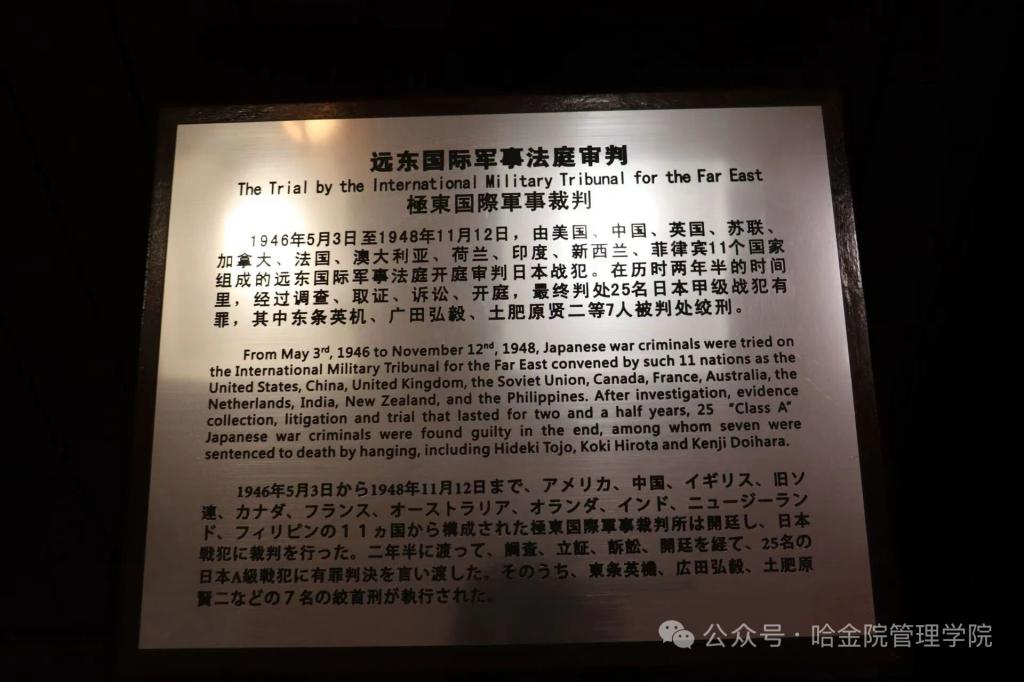 远东国际军事法庭审判
The Trial by the International Military Tribunal for the Far East
極東国際軍事裁判
1946年5月3日至1948年11月12日，由美国、中国、英国、苏联、
加拿大、法国、澳大利亚、荷兰、印度、新西兰、菲律宾11个国家
组成的远东国际军事法庭开庭审判日本战犯。在历时两年半的时间
里，经过调查、取证、诉讼、开庭，最终判处25名日本甲级战犯有
罪，其中东条英机、广田弘毅、土肥原贤二等7人被判处绞刑。
From May 3rd, 1946 to November 12nd, 1948, Japanese war criminals were tried on
the International Military Tribunal for the Far East convened by such 11 nations as the
United States, China, United Kingdom, the Soviet Union, Canada, France, Australia, the
Netherlands, India, New Zealand, and the Philippines. After investigation, evidence
collection, litigation and trial that lasted for two and a half years, 25 “Class A”
Japanese war criminals were found guilty in the end, among whom seven were
sentenced to death by hanging, including Hideki Tojo, Koki Hirota and Kenji Doihara.
1946年5月3日から1948年11月12日まで、アメリカ、中国、イギリス、旧ソ
連、カナダ、フランス、オーストラリア、オランダ、インド、ニュージーラン
ド、フィリピンの１１ヵ国から構成された極東国際軍事裁判所は開廷し、日本
戦犯に裁判を行った。二年半に渡って、調査、立証、訴訟、開廷を経て、25名の
日本A級戦犯に有罪判決を言い渡した。そのうち、東条英機、広田弘毅、土肥原
賢二などの７名の絞首刑が執行された。
公众号·哈金院管理学院